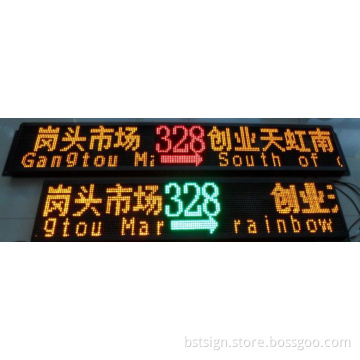 岗头市场 328 创业天虹南
Gangtou Ma South of
岗头市场 328 创业
gtou Mar rainbow
bstsign.store.bossgoo.com